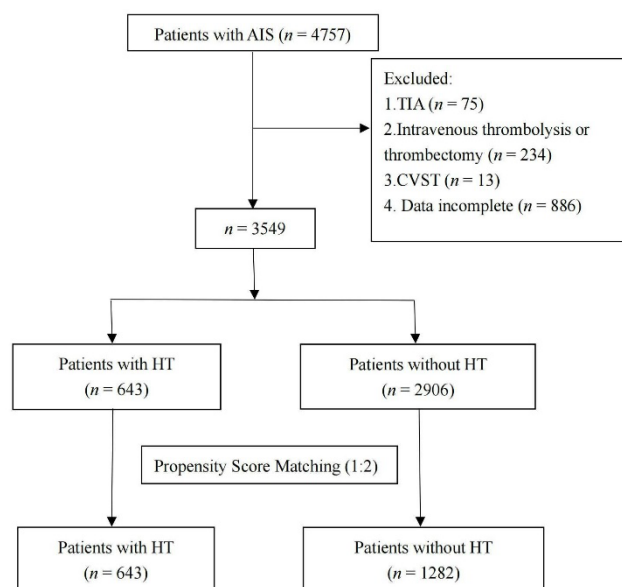 Patients with AIS (n = 4757)
Excluded:
1.TIA (n = 75)
2.Intravenous thrombolysis or
thrombectomy (n = 234)
3.CVST (n = 13)
4. Data incomplete (n = 886)
n = 3549
Patients with HT
(n = 643)
Patients without HT
(n = 2906)
Propensity Score Matching (1:2)
Patients with HT
(n = 643)
Patients without HT
(n = 1282)